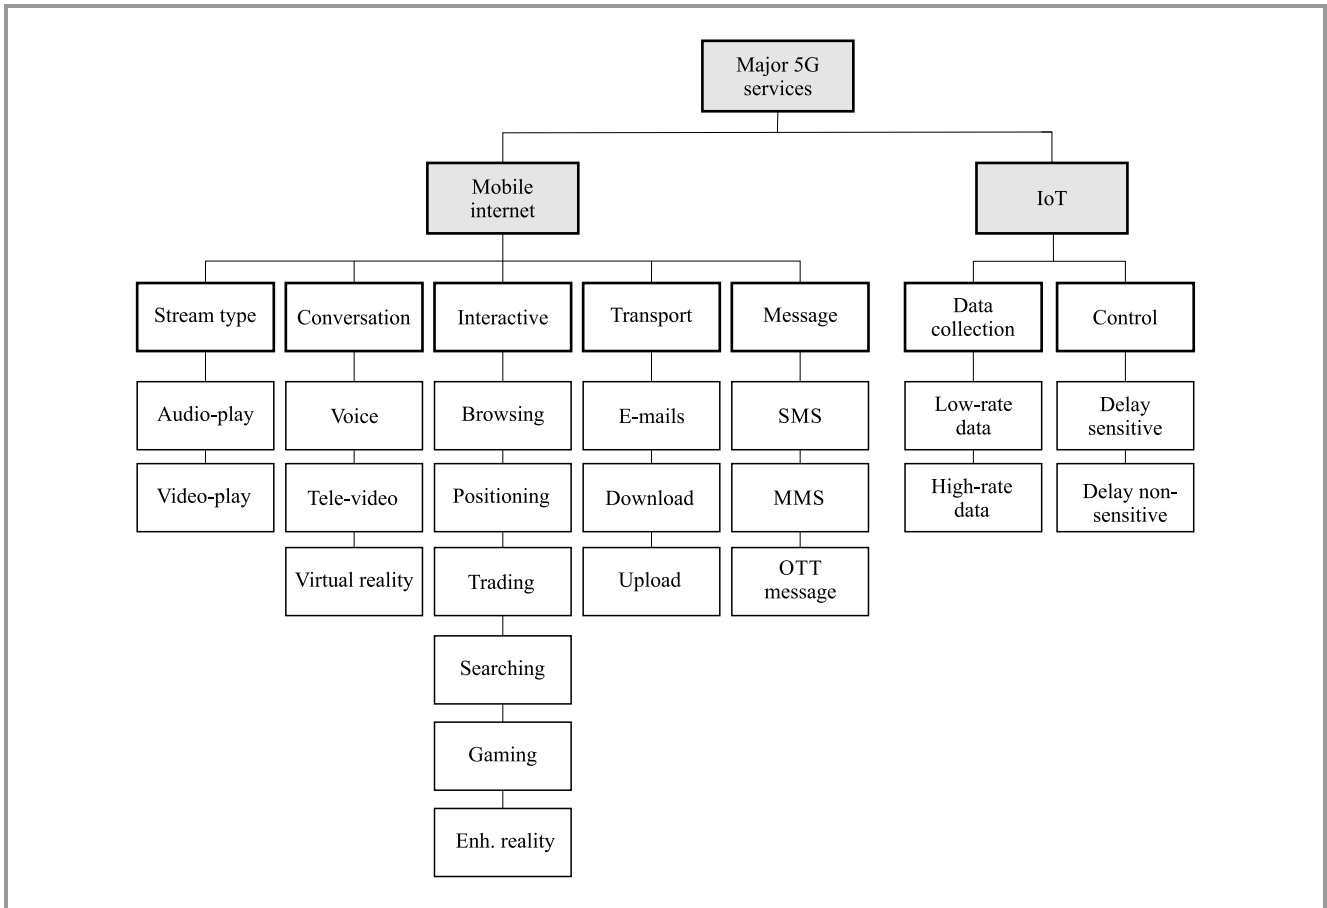 Major 5G
services
Mobile
internet
IoT
Stream type
Conversation
Interactive
Transport
Message
Data
collection
Control
Audio-play
Voice
Browsing
E-mails
SMS
Low-rate
data
Delay
sensitive
Video-play
Tele-video
Positioning
Download
MMS
High-rate
data
Delay non-
sensitive
Virtual reality
Trading
Upload
OTT
message
Searching
Gaming
Enh. reality